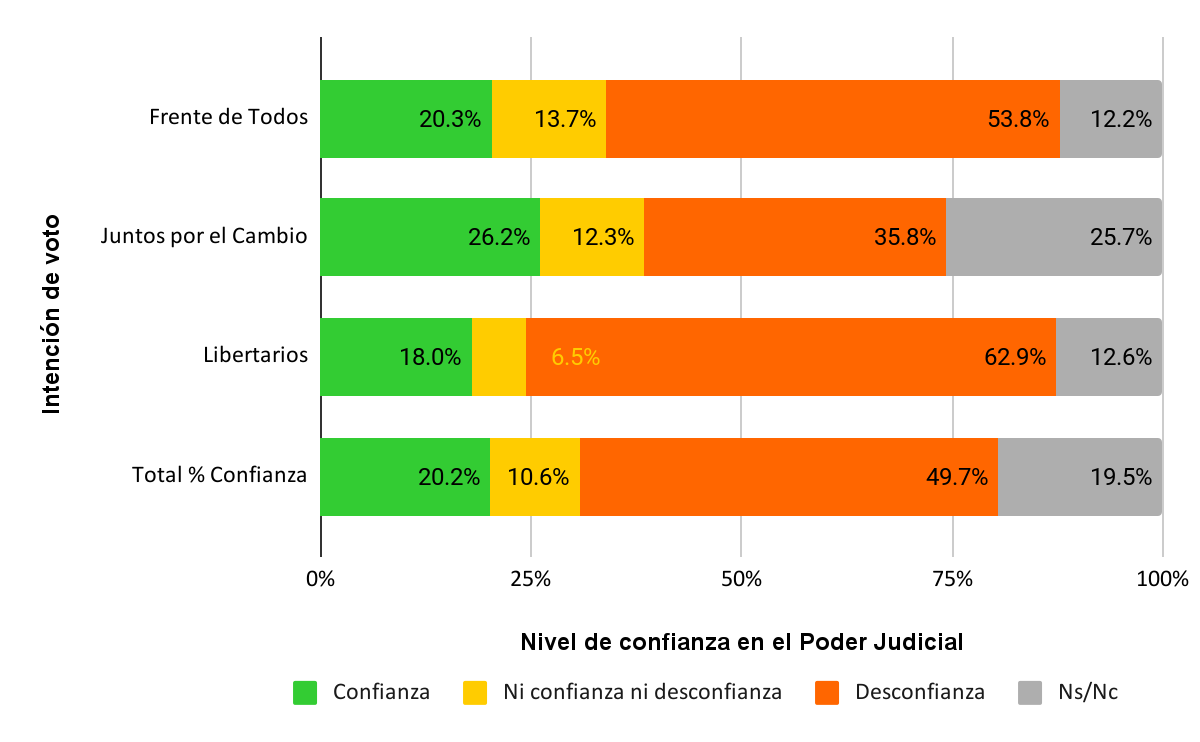 Intención de voto
Frente de Todos 20.3% 13.7% 53.8% 12.2%
Juntos por el Cambio 26.2% 12.3% 35.8% 25.7%
Libertarios 18.0% 6.5% 62.9% 12.6%
Total % Confianza 20.2% 10.6% 49.7% 19.5%
0% 25% 50% 75% 100%
Nivel de confianza en el Poder Judicial
Confianza Ni confianza ni desconfianza Desconfianza Ns/Nc